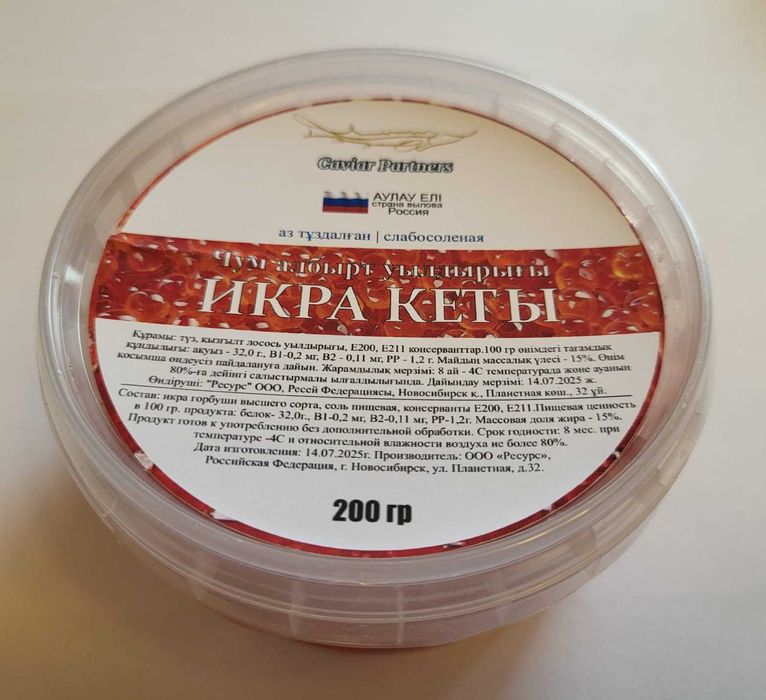 Caviar Partners
АУЛАУ ЕЛІ
страна вылова
Россия
аз тұздалған | слабосоленая
Чум албырт уылдырығы
ИКРА КЕТЫ
Құрамы: тұз, қызғылт лосось уылдырығы, Е200, Е211 консерванттар.100 гр өнімдегі тағамдық
құндылығы: ақуыз - 32,0 г., В1-0,2 мг, В2 - 0,11 мг, РР - 1,2 г. Майдың массалық үлесі - 15%. Өнім
қосымша өңдеусіз пайдалануға дайын. Жарамдылық мерзімі: 8 ай - 4С температурада және ауаның
80%-ға дейінгі салыстырмалы ылғалдылығында. Дайындау мерзімі: 14.07.2025 ж.
Өндіруші: "Ресурс" ООО, Ресей Федерациясы, Новосибирск қ., Планетная көш., 32 үй.
Состав: икра горбуши высшего сорта, соль пищевая, консерванты Е200, Е211.Пищевая ценность
в 100 гр. продукта: белок- 32,0г., В1-0,2 мг, В2-0,11 мг, РР-1,2г. Массовая доля жира - 15%.
Продукт готов к употреблению без дополнительной обработки. Срок годности: 8 мес. при
температуре -4С и относительной влажности воздуха не более 80%.
Дата изготовления: 14.07.2025г. Производитель: ООО «Ресурс»,
Российская Федерация, г. Новосибирск, ул. Планетная, д.32.
200 гр